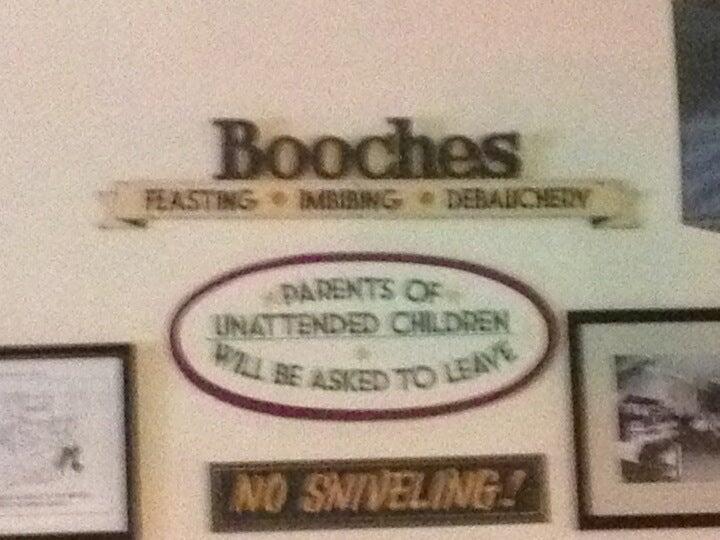 Booches
FEASTING • IMBIBING • DEBAUCHERY
PARENTS OF
UNATTENDED CHILDREN
WILL BE ASKED TO LEAVE
NO SNIVELING!